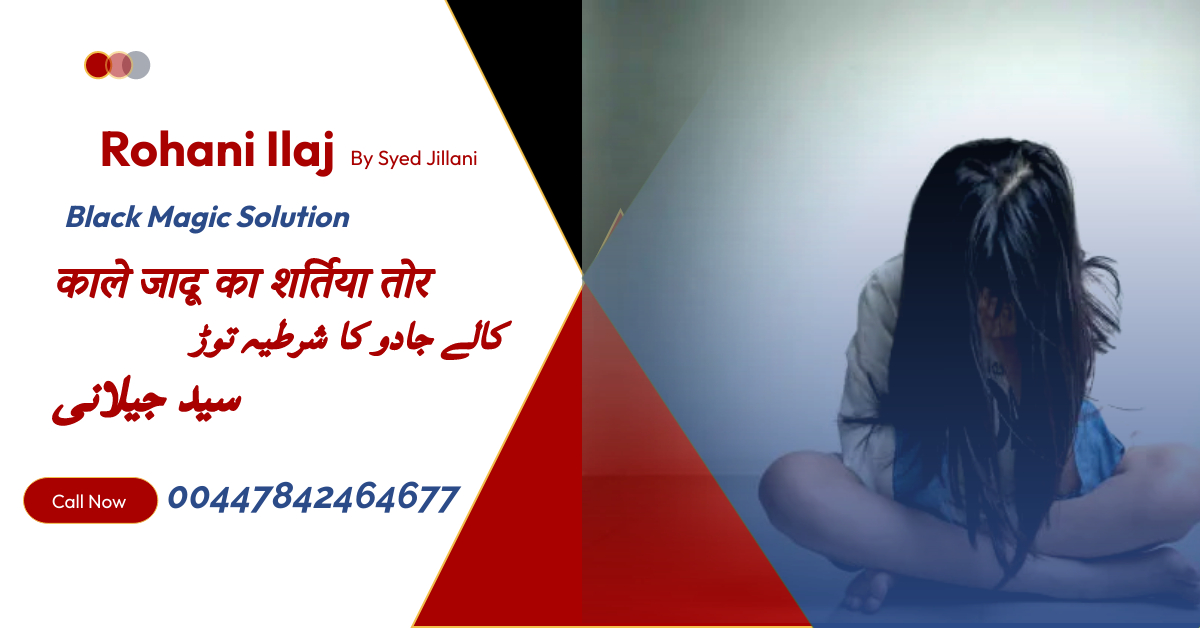 Rohani Ilaj By Syed Jillani
Black Magic Solution
काले जादू का शर्तिया तोर
کالے جادو کا شرطیہ توڑ
سید جیلانی
Call Now 00447842464677